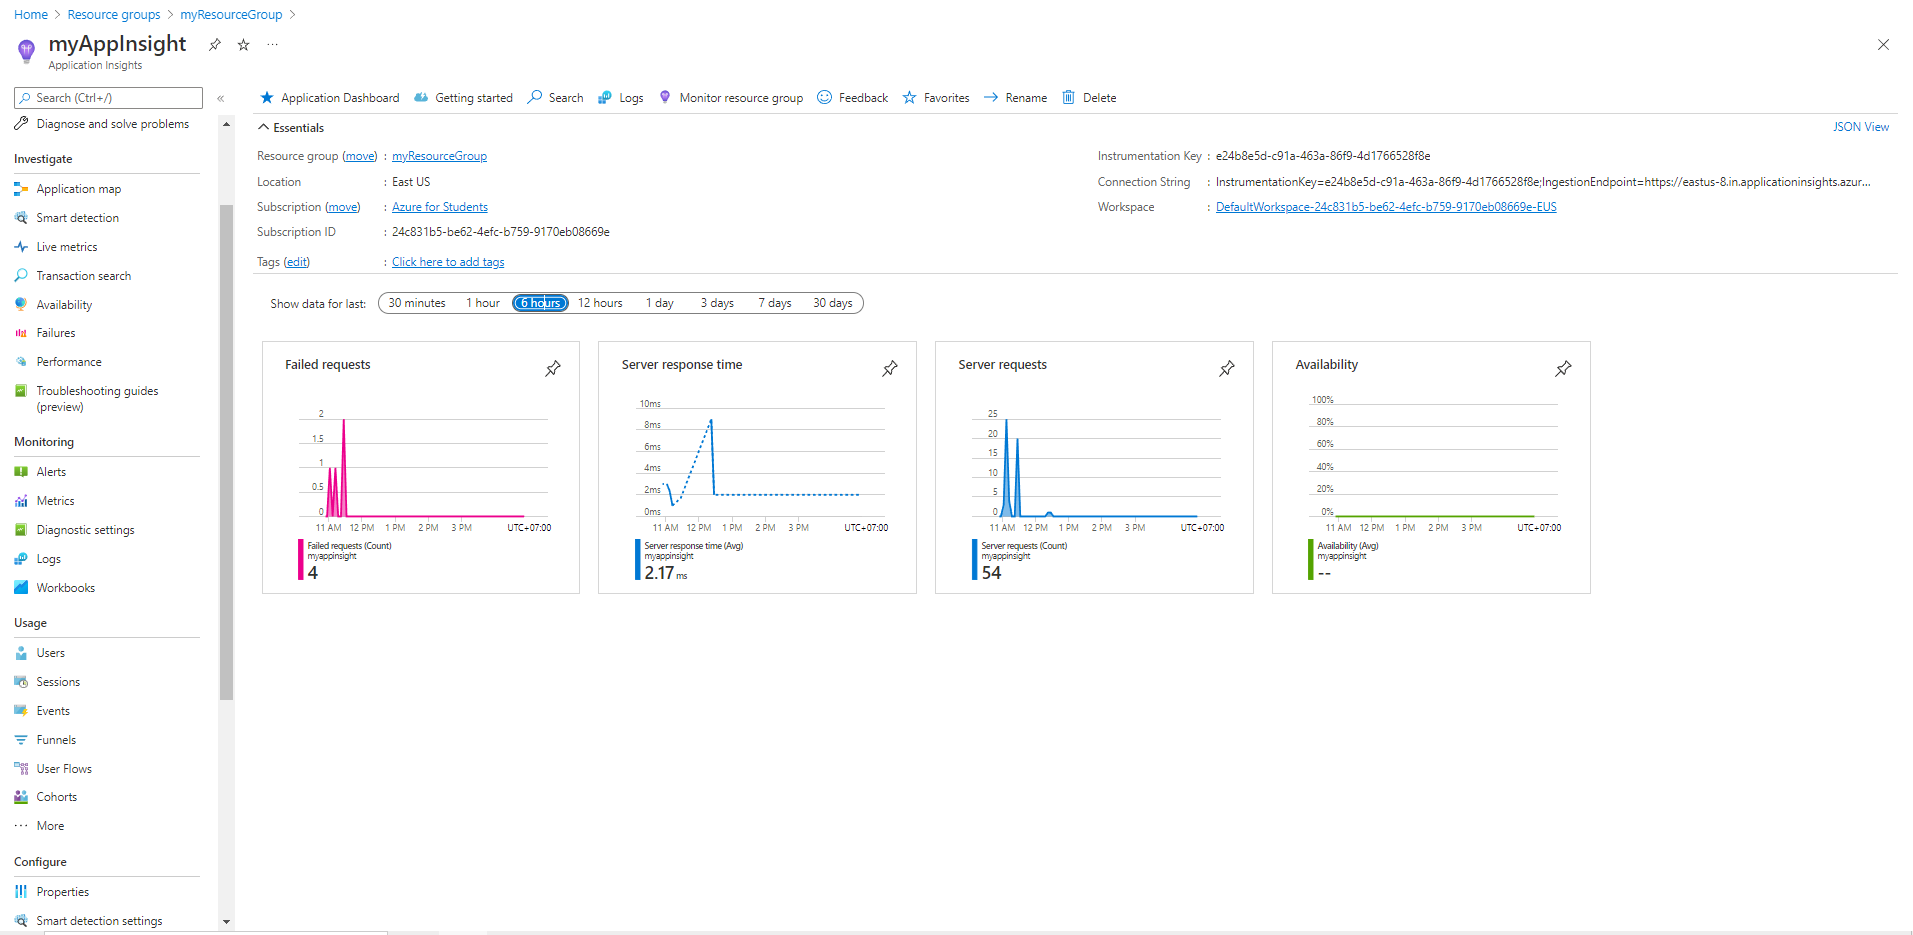 Home > Resource groups > myResourceGroup >
myAppInsight ...
Application Insights
Search (Ctrl+/) «
Diagnose and solve problems
Investigate
Application map
Smart detection
Live metrics
Transaction search
Availability
Failures
Performance
Troubleshooting guides
(preview)
Monitoring
Alerts
Metrics
Diagnostic settings
Logs
Workbooks
Usage
Users
Sessions
Events
Funnels
User Flows
Cohorts
... More
Configure
Properties
Smart detection settings
Application Dashboard Getting started Search Logs Monitor resource group Feedback Favorites Rename Delete
Essentials JSON View
Resource group (move) : myResourceGroup
Location : East US
Subscription (move) : Azure for Students
Subscription ID : 24c831b5-be62-4efc-b759-9170eb08669e
Tags (edit) : Click here to add tags
Instrumentation Key : e24b8e5d-c91a-463a-86f9-4d1766528f8e
Connection String : InstrumentationKey=e24b8e5d-c91a-463a-86f9-4d1766528f8e;IngestionEndpoint=https://eastus-8.in.applicationinsights.azur...
Workspace : DefaultWorkspace-24c831b5-be62-4efc-b759-9170eb08669e-EUS
Show data for last: 30 minutes 1 hour 6 hours 12 hours 1 day 3 days 7 days 30 days
Failed requests
2
1.5
1
0.5
0
11 AM 12 PM 1 PM 2 PM 3 PM UTC+07:00
Failed requests (Count)
myappinsight
4
Server response time
10ms
8ms
6ms
4ms
2ms
0ms
11 AM 12 PM 1 PM 2 PM 3 PM UTC+07:00
Server response time (Avg)
myappinsight
2.17 ms
Server requests
25
20
15
10
5
0
11 AM 12 PM 1 PM 2 PM 3 PM UTC+07:00
Server requests (Count)
myappinsight
54
Availability
100%
80%
60%
40%
20%
0%
11 AM 12 PM 1 PM 2 PM 3 PM UTC+07:00
Availability (Avg)
myappinsight
--